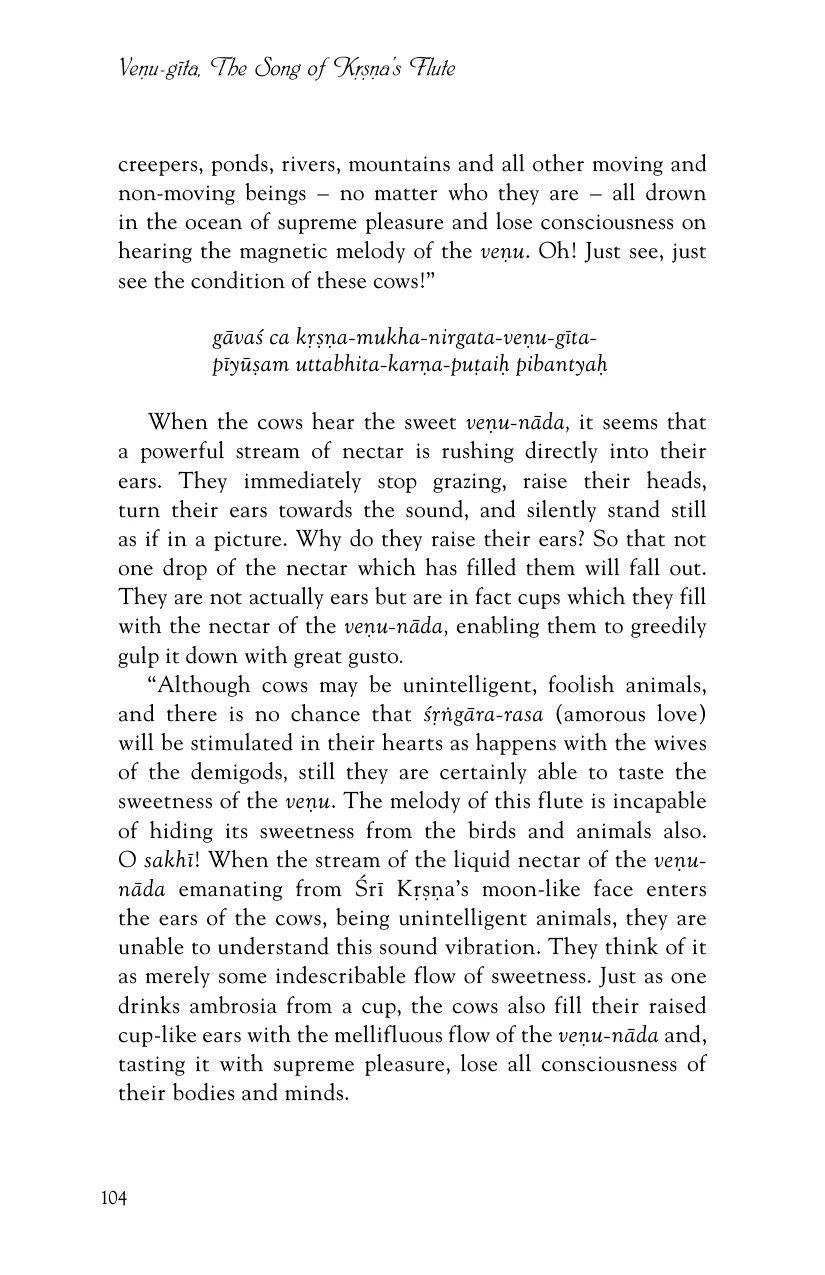 Veṇu-gīta, The Song of Kṛṣṇa’s Flute
creepers, ponds, rivers, mountains and all other moving and
non-moving beings – no matter who they are – all drown
in the ocean of supreme pleasure and lose consciousness on
hearing the magnetic melody of the veṇu. Oh! Just see, just
see the condition of these cows!”
gāvaś ca kṛṣṇa-mukha-nirgata-veṇu-gīta-
pīyūṣam uttabhita-karṇa-puṭaiḥ pibantyaḥ
When the cows hear the sweet veṇu-nāda, it seems that
a powerful stream of nectar is rushing directly into their
ears. They immediately stop grazing, raise their heads,
turn their ears towards the sound, and silently stand still
as if in a picture. Why do they raise their ears? So that not
one drop of the nectar which has filled them will fall out.
They are not actually ears but are in fact cups which they fill
with the nectar of the veṇu-nāda, enabling them to greedily
gulp it down with great gusto.
“Although cows may be unintelligent, foolish animals,
and there is no chance that śṛṅgāra-rasa (amorous love)
will be stimulated in their hearts as happens with the wives
of the demigods, still they are certainly able to taste the
sweetness of the veṇu. The melody of this flute is incapable
of hiding its sweetness from the birds and animals also.
O sakhī! When the stream of the liquid nectar of the veṇu-
nāda emanating from Śrī Kṛṣṇa’s moon-like face enters
the ears of the cows, being unintelligent animals, they are
unable to understand this sound vibration. They think of it
as merely some indescribable flow of sweetness. Just as one
drinks ambrosia from a cup, the cows also fill their raised
cup-like ears with the mellifluous flow of the veṇu-nāda and,
tasting it with supreme pleasure, lose all consciousness of
their bodies and minds.
104